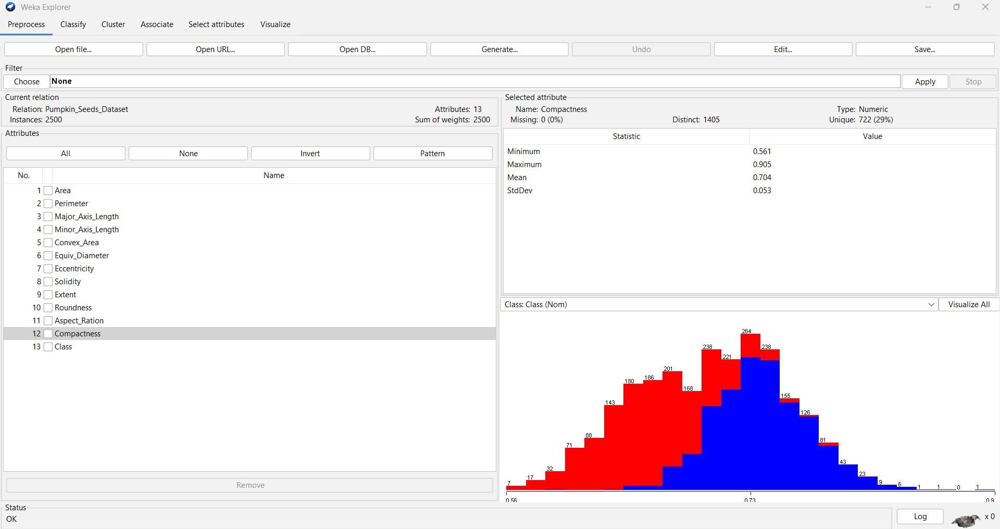 Weka Explorer
Preprocess Classify Cluster Associate Select attributes Visualize
Open file... Open URL... Open DB... Generate... Undo Edit... Save...
Filter
Choose None Apply Stop
Current relation
Relation: Pumpkin_Seeds_Dataset Attributes: 13
Instances: 2500 Sum of weights: 2500
Attributes
All None Invert Pattern
No. Name
1 Area
2 Perimeter
3 Major_Axis_Length
4 Minor_Axis_Length
5 Convex_Area
6 Equiv_Diameter
7 Eccentricity
8 Solidity
9 Extent
10 Roundness
11 Aspect_Ration
12 Compactness
13 Class
Remove
Selected attribute
Name: Compactness Type: Numeric
Missing: 0 (0%) Distinct: 1405 Unique: 722 (29%)
Statistic Value
Minimum 0.561
Maximum 0.905
Mean 0.704
StdDev 0.053
Class: Class (Nom) Visualize All
7 17 32 71 88 143 180 186 201 168 238 221 264 238 155 126 81 43 23 9 6 1 1 0 1
0.56 0.73 0.9
Status
OK
Log x 0